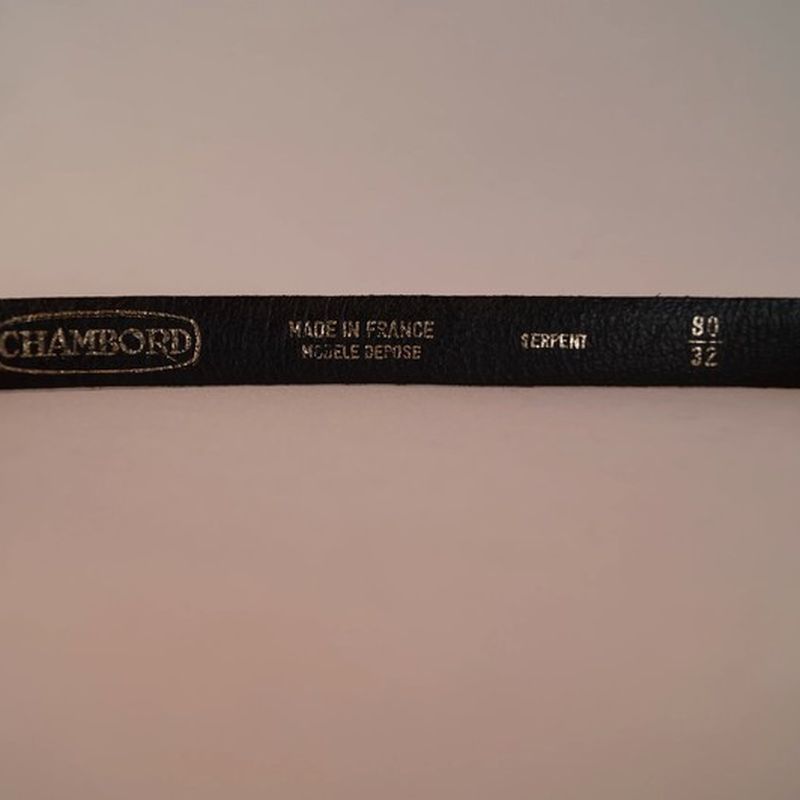 CHAMBORD
MADE IN FRANCE
MODELE DEPOSE
SERPENT
80
32